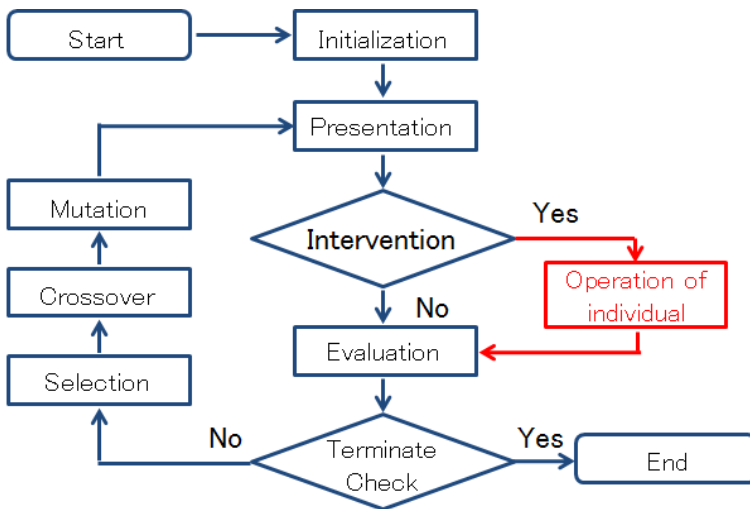 Start
Initialization
Presentation
Mutation
Yes
Intervention
Operation of
individual
Crossover
No
Evaluation
Selection
No
Terminate
Check
Yes
End